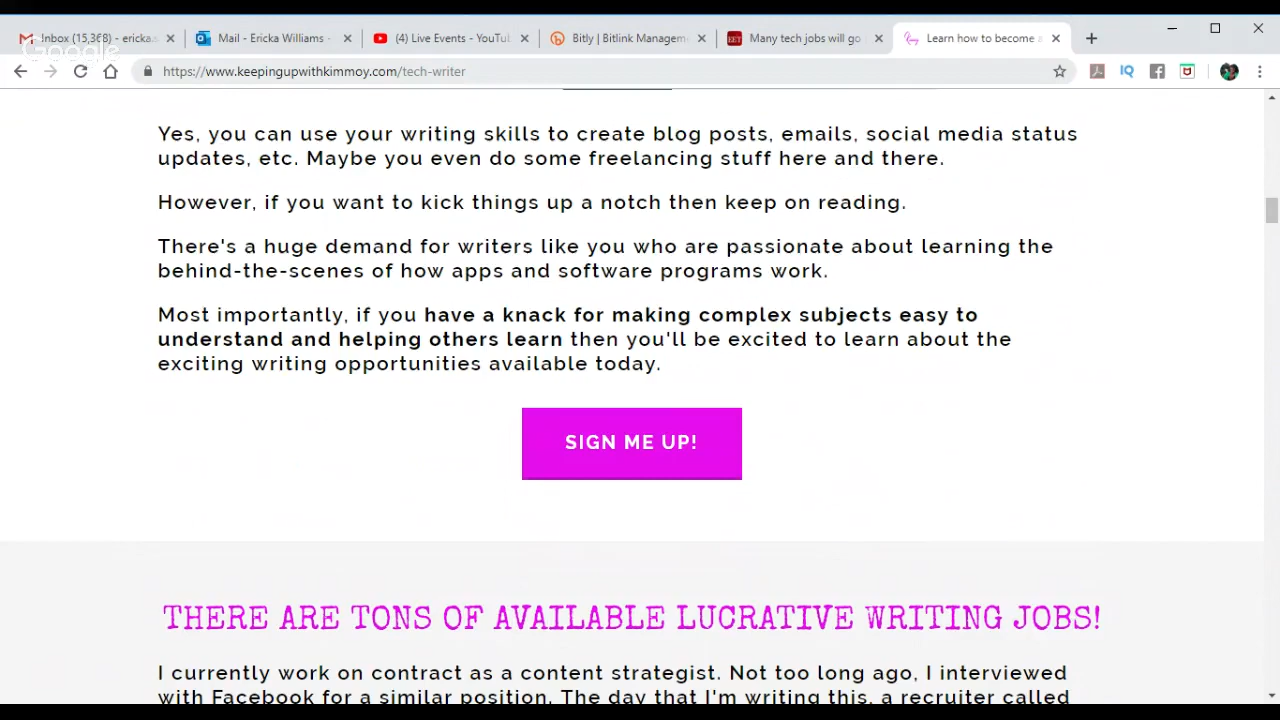 Inbox (15,368) - ericka.s
Mail - Ericka Williams -
(4) Live Events - YouTub
Bitly | Bitlink Managem
Many tech jobs will go
Learn how to become a
Google
https://www.keepingupwithkimmoy.com/tech-writer
Yes, you can use your writing skills to create blog posts, emails, social media status
updates, etc. Maybe you even do some freelancing stuff here and there.
However, if you want to kick things up a notch then keep on reading.
There's a huge demand for writers like you who are passionate about learning the
behind-the-scenes of how apps and software programs work.
Most importantly, if you have a knack for making complex subjects easy to
understand and helping others learn then you'll be excited to learn about the
exciting writing opportunities available today.
SIGN ME UP!
THERE ARE TONS OF AVAILABLE LUCRATIVE WRITING JOBS!
I currently work on contract as a content strategist. Not too long ago, I interviewed
with Facebook for a similar position. The day that I'm writing this, a recruiter called